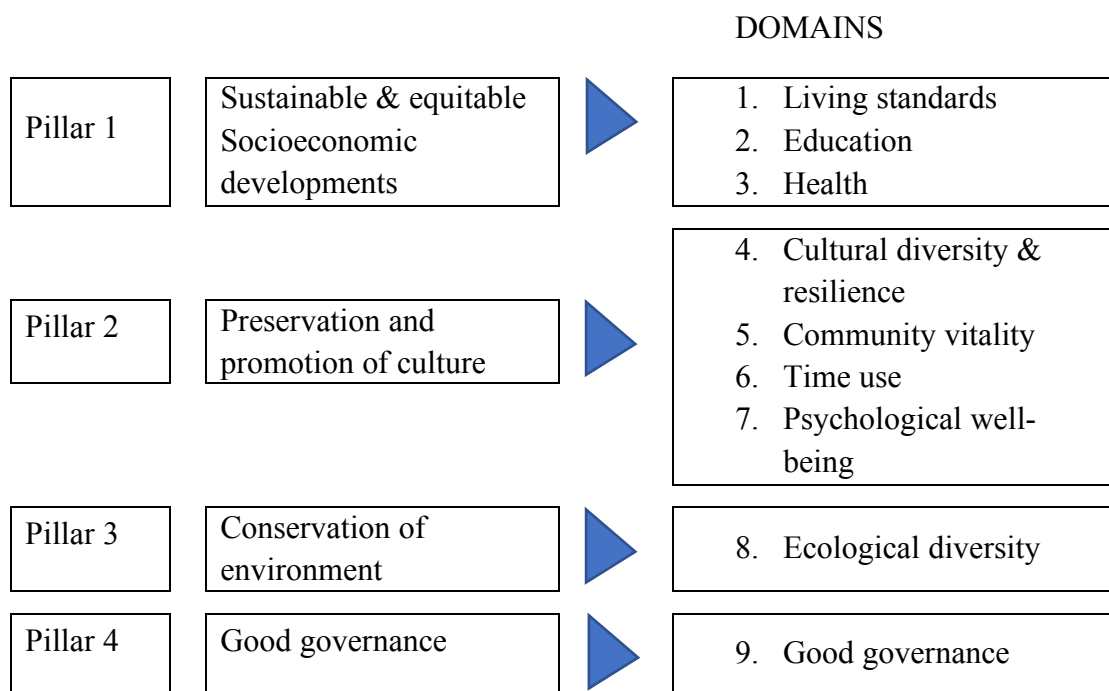 DOMAINS
Pillar 1
Sustainable & equitable
Socioeconomic
developments
1. Living standards
2. Education
3. Health
Pillar 2
Preservation and
promotion of culture
4. Cultural diversity &
resilience
5. Community vitality
6. Time use
7. Psychological well-
being
Pillar 3
Conservation of
environment
8. Ecological diversity
Pillar 4
Good governance
9. Good governance